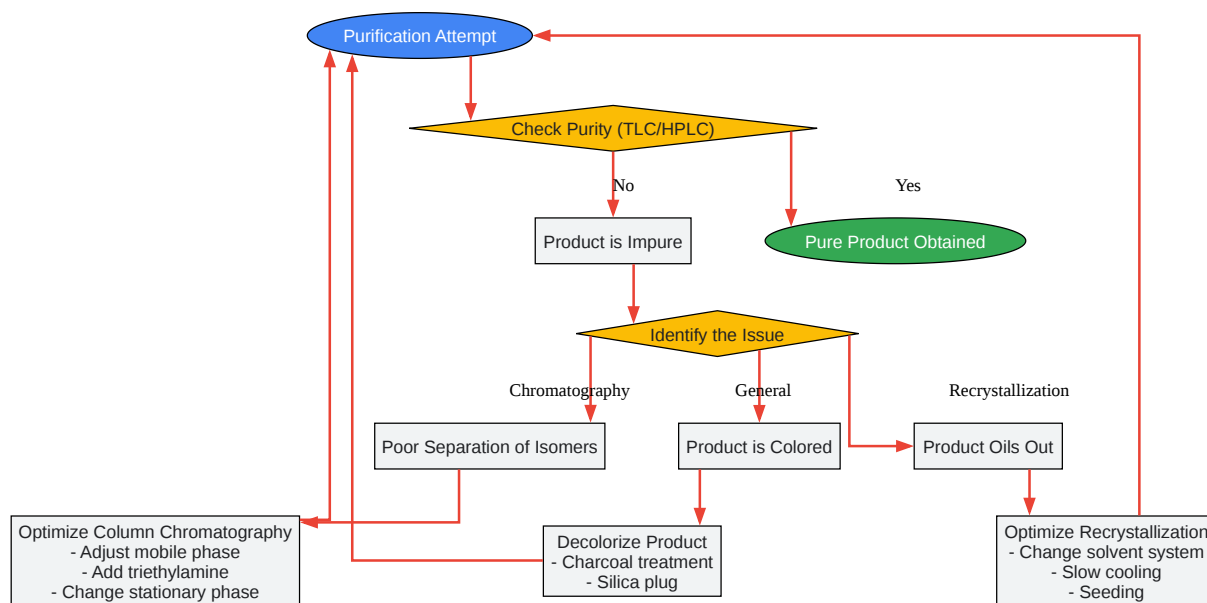 Purification Attempt
Check Purity (TLC/HPLC)
No
Yes
Product is Impure
Pure Product Obtained
Identify the Issue
Chromatography
General
Recrystallization
Poor Separation of Isomers
Product is Colored
Product Oils Out
Optimize Column Chromatography
- Adjust mobile phase
- Add triethylamine
- Change stationary phase
Decolorize Product
- Charcoal treatment
- Silica plug
Optimize Recrystallization
- Change solvent system
- Slow cooling
- Seeding